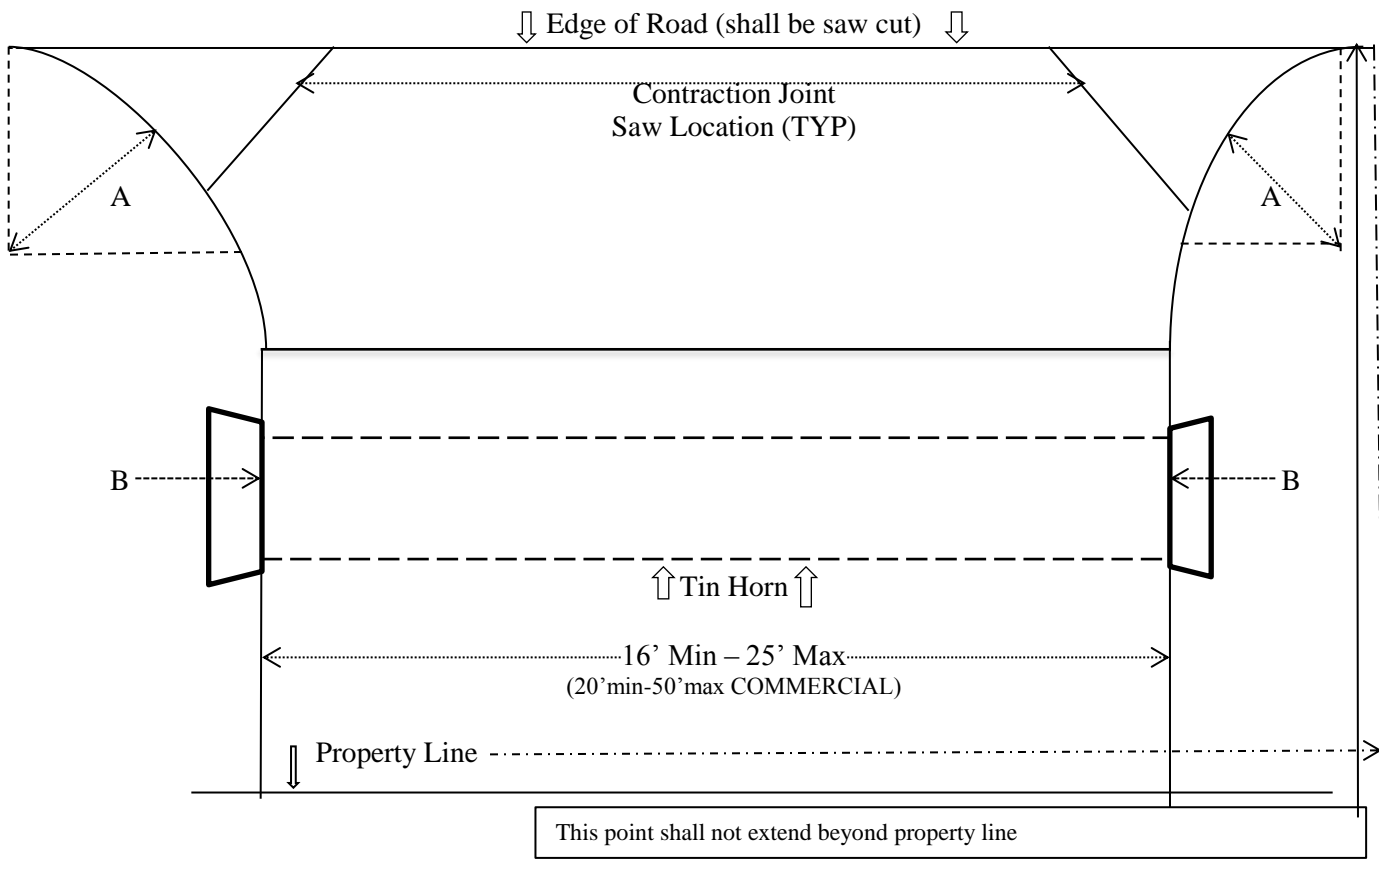 Edge of Road (shall be saw cut)
Contraction Joint
Saw Location (TYP)
A
A
B
B
Tin Horn
16’ Min – 25’ Max
(20’min-50’max COMMERCIAL)
Property Line
This point shall not extend beyond property line